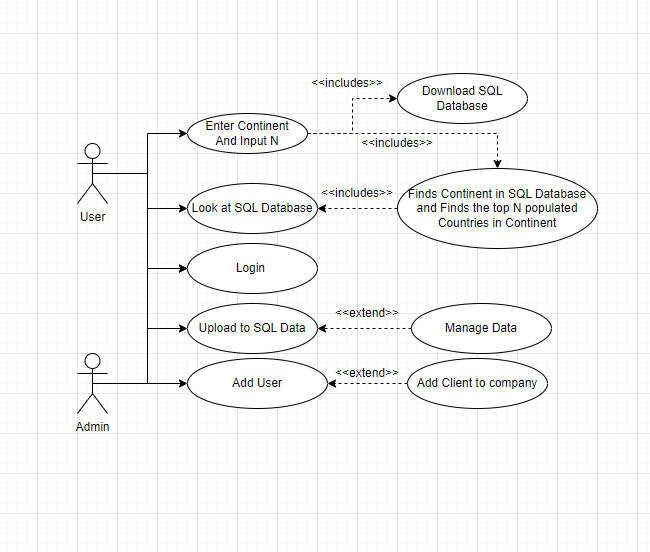 <<includes>>
Download SQL
Database
Enter Continent
And Input N
<<includes>>
User
Look at SQL Database
<<includes>>
Finds Continent in SQL Database
and Finds the top N populated
Countries in Continent
Login
Upload to SQL Data
<<extend>>
Manage Data
Admin
Add User
<<extend>>
Add Client to company